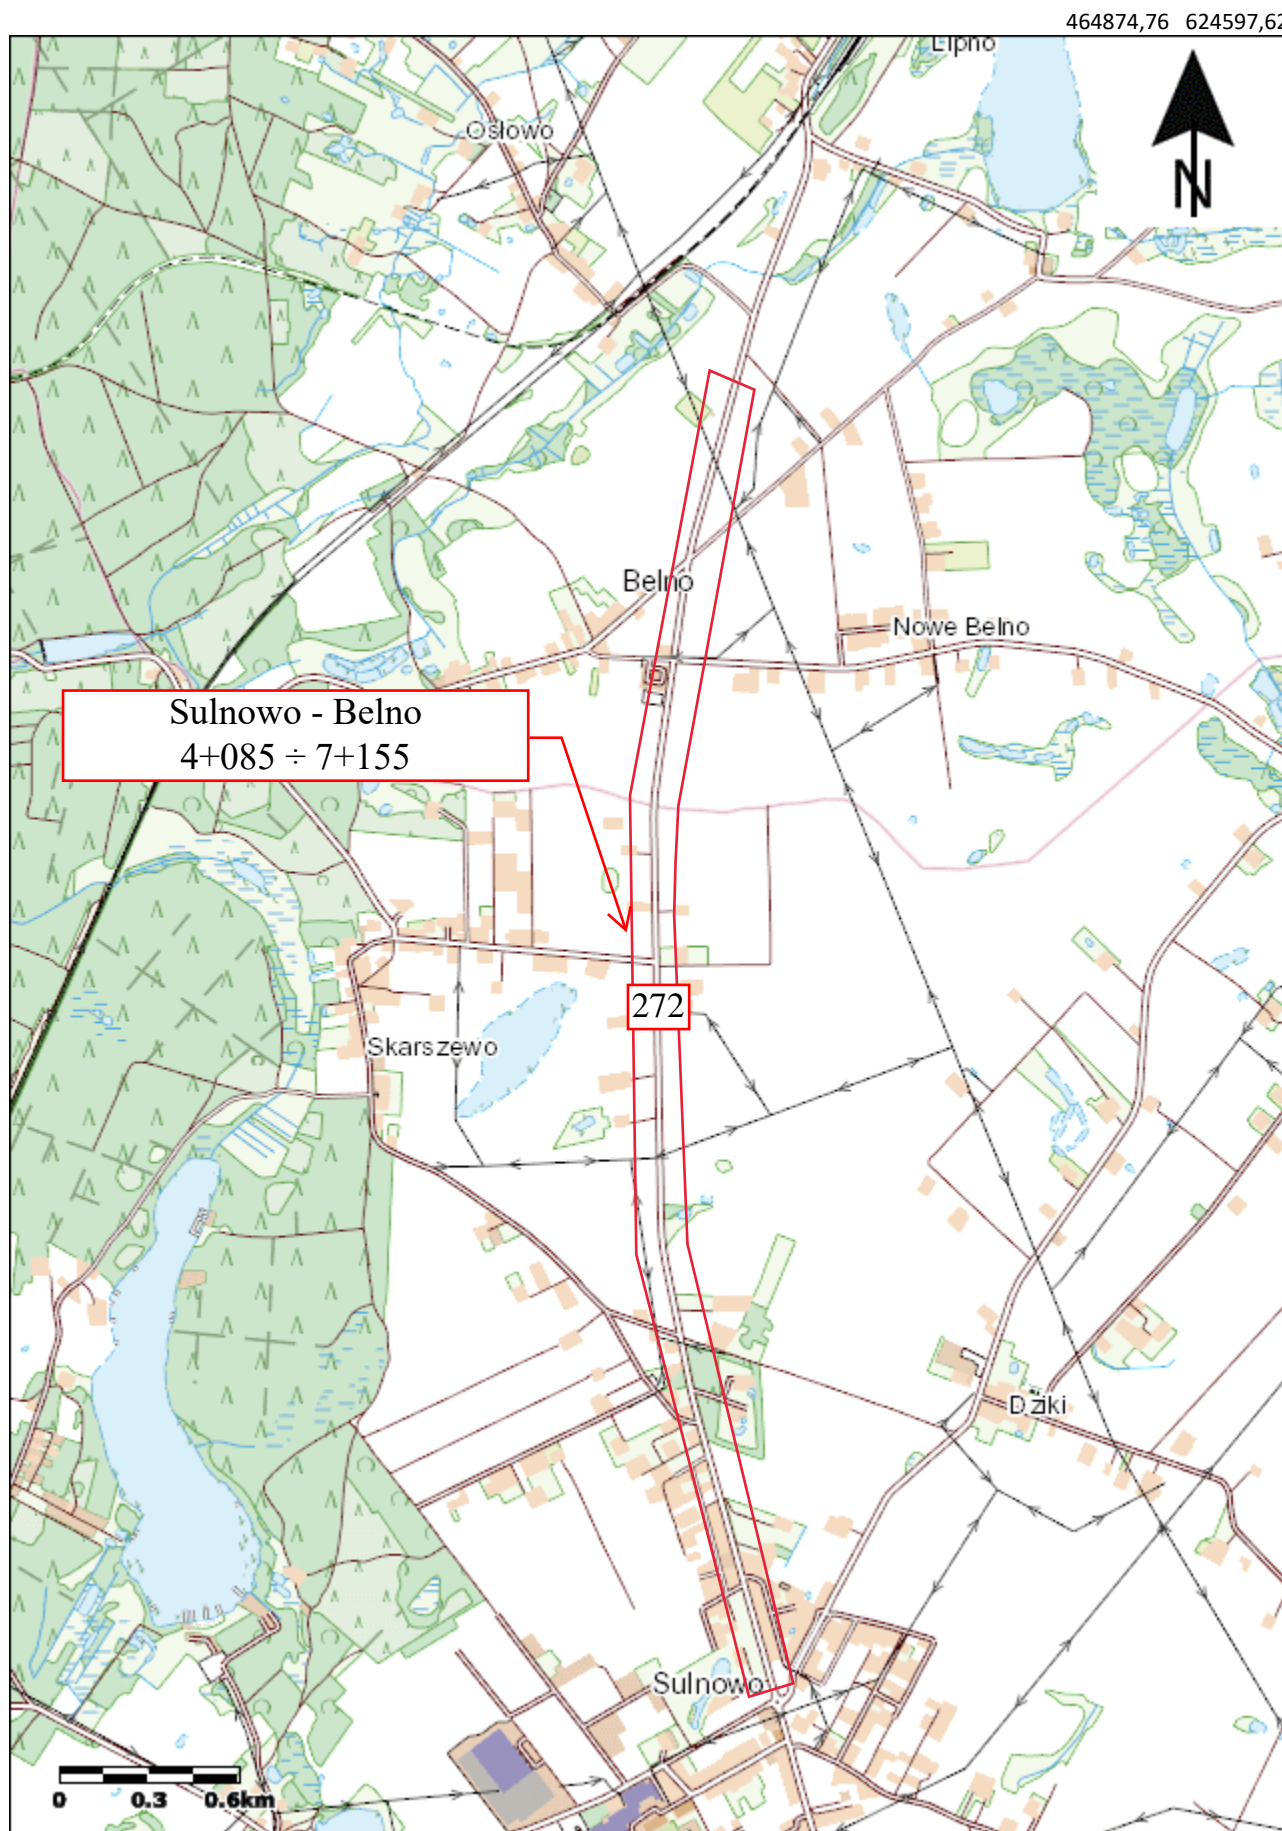 464874,76 624597,62
Lipno
Osłowo
N
Belno
Nowe Belno
Sulnowo - Belno
4+085 ÷ 7+155
272
Skarszewo
Dziki
Sulnowo
0 0.3 0.6km